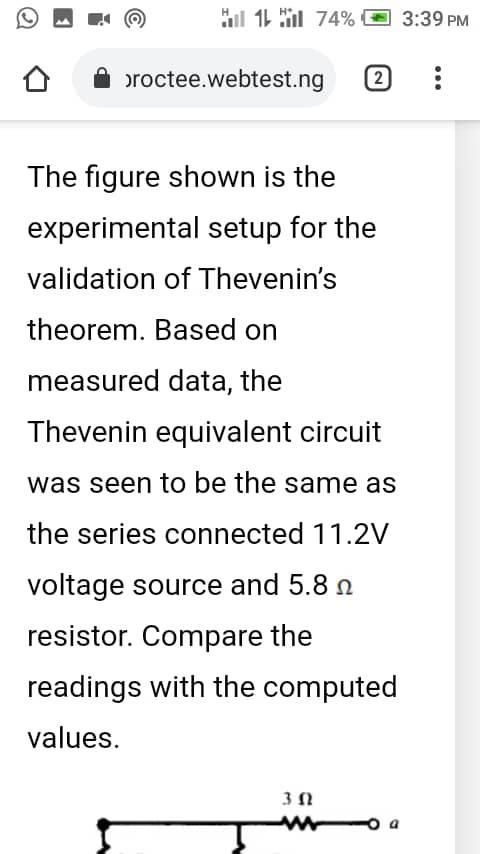 H 1 H+ 74% 3:39 PM
proctee.webtest.ng 2
The figure shown is the
experimental setup for the
validation of Thevenin's
theorem. Based on
measured data, the
Thevenin equivalent circuit
was seen to be the same as
the series connected 11.2V
voltage source and 5.8 Ω
resistor. Compare the
readings with the computed
values.
3 Ω
a